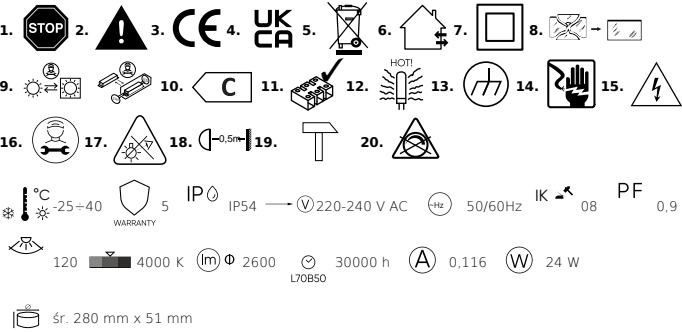 1. STOP 2. 3. CE 4. UK CA 5. 6. 7. 8.
9. 10. C 11. 12. HOT! 13. 14. 15.
16. 17. 18. 0,5m 19. 20.
°C -25÷40 WARRANTY 5 IP IP54 V 220-240 V AC Hz 50/60Hz IK 08 PF 0,9
120 4000 K lm Φ 2600 L70B50 30000 h A 0,116 W 24 W
śr. 280 mm x 51 mm